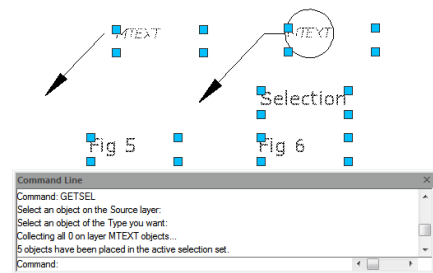 MTEXT MTEXT
Selection
Fig 5 Fig 6
Command Line
Command: GETSEL
Select an object on the Source layer:
Select an object of the Type you want:
Collecting all 0 on layer MTEXT objects...
5 objects have been placed in the active selection set.
Command: